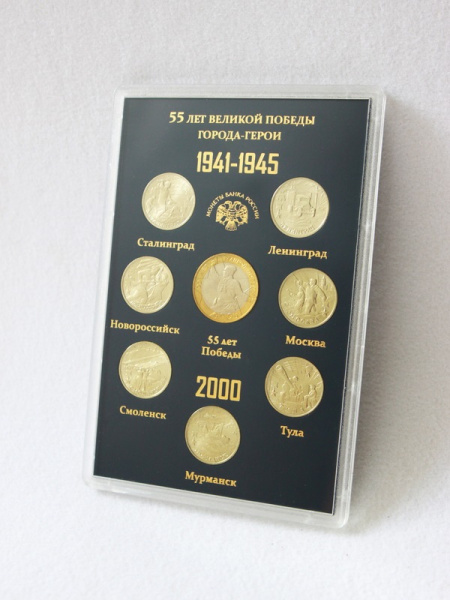 55 ЛЕТ ВЕЛИКОЙ ПОБЕДЫ
ГОРОДА-ГЕРОИ
1941-1945
МОНЕТЫ БАНКА РОССИИ
Сталинград
Ленинград
Новороссийск
55 лет
Победы
Москва
Смоленск
2000
Тула
Мурманск